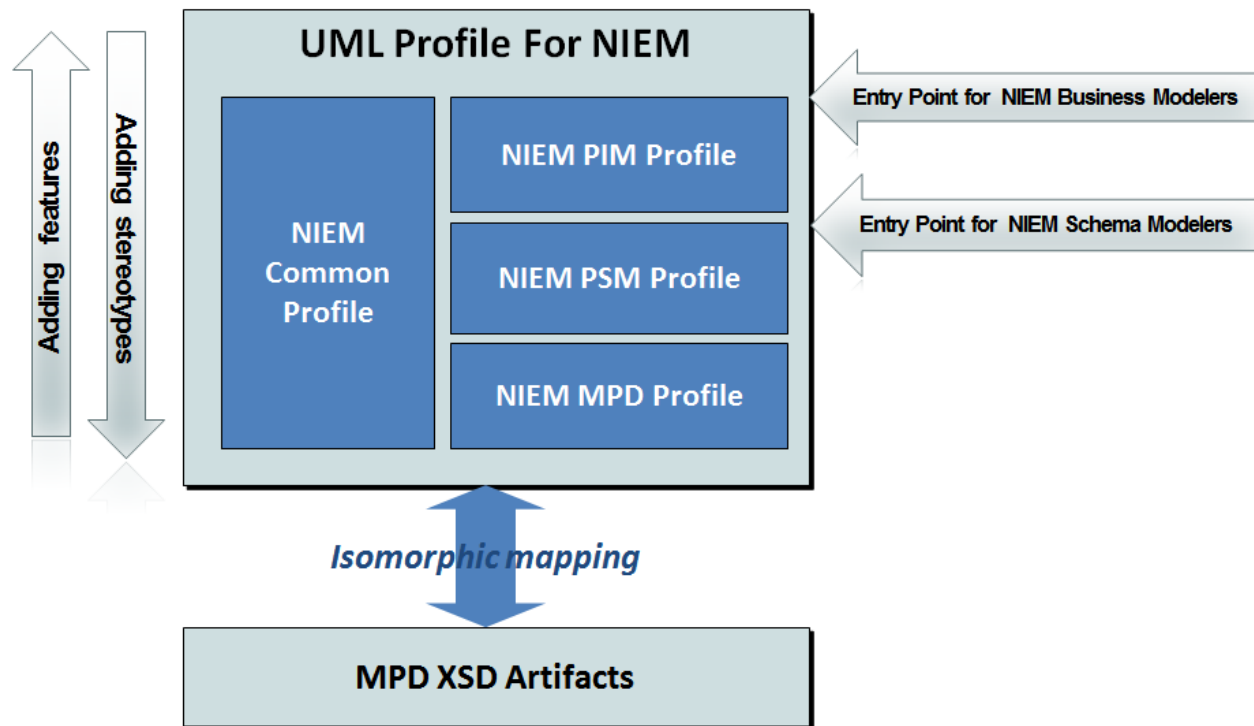 UML Profile For NIEM
Adding features
Adding stereotypes
NIEM
Common
Profile
NIEM PIM Profile
NIEM PSM Profile
NIEM MPD Profile
Entry Point for NIEM Business Modelers
Entry Point for NIEM Schema Modelers
Isomorphic mapping
MPD XSD Artifacts